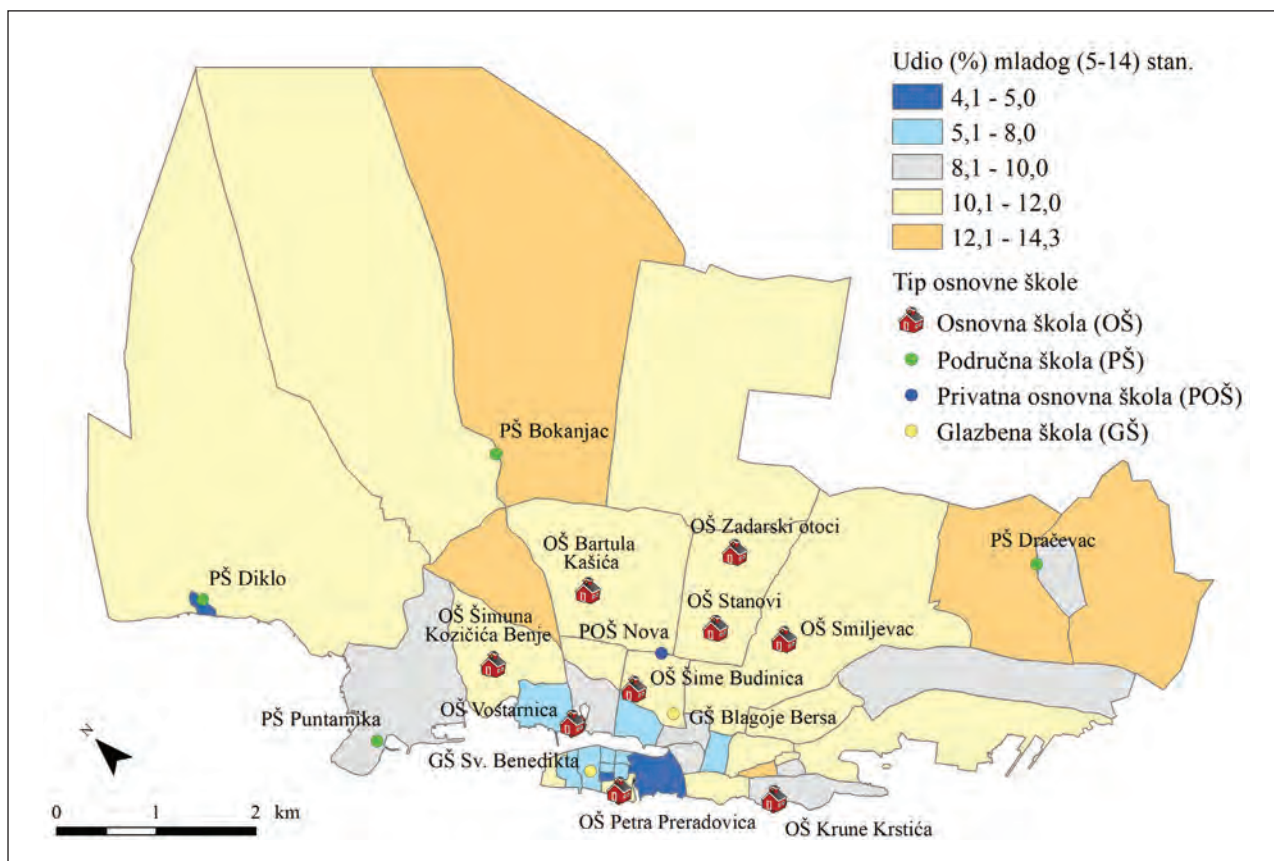 Udio (%) mladog (5-14) stan.
4,1 - 5,0
5,1 - 8,0
8,1 - 10,0
10,1 - 12,0
12,1 - 14,3
Tip osnovne škole
Osnovna škola (OŠ)
Područna škola (PŠ)
Privatna osnovna škola (POŠ)
Glazbena škola (GŠ)
PŠ Bokanjac
OŠ Zadarski otoci
PŠ Dračevac
OŠ Bartula
Kašića
PŠ Diklo
OŠ Stanovi
OŠ Šimuna
Kozičića Benje
POŠ Nova
OŠ Smiljevac
OŠ Šime Budinica
OŠ Voštarnica
PŠ Puntamika
GŠ Blagoje Bersa
GŠ Sv. Benedikta
N
0 1 2 km
OŠ Petra Preradovica
OŠ Krune Krstića